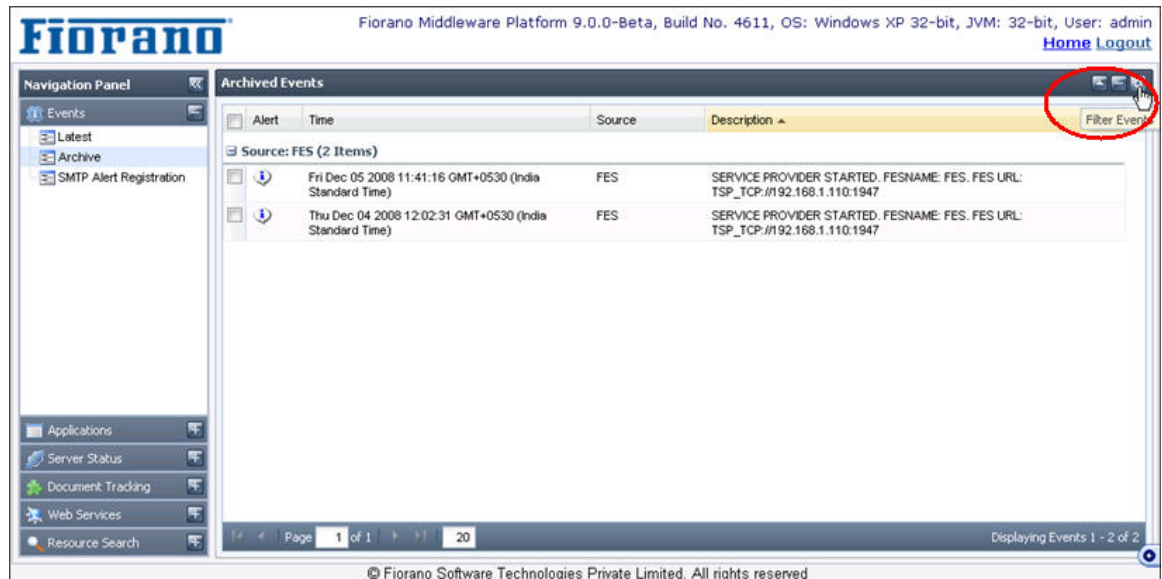 Fiorano
Fiorano Middleware Platform 9.0.0-Beta, Build No. 4611, OS: Windows XP 32-bit, JVM: 32-bit, User: admin
Home Logout
Navigation Panel
Archived Events
Events
Latest
Archive
SMTP Alert Registration
Alert Time Source Description
Filter Events
Source: FES (2 Items)
Fri Dec 05 2008 11:41:16 GMT+0530 (India
Standard Time)
FES
SERVICE PROVIDER STARTED. FESNAME: FES. FES URL:
TSP_TCP://192.168.1.110:1947
Thu Dec 04 2008 12:02:31 GMT+0530 (India
Standard Time)
FES
SERVICE PROVIDER STARTED. FESNAME: FES. FES URL:
TSP_TCP://192.168.1.110:1947
Applications
Server Status
Document Tracking
Web Services
Resource Search
Page 1 of 1 20
Displaying Events 1 - 2 of 2
© Fiorano Software Technologies Private Limited. All rights reserved